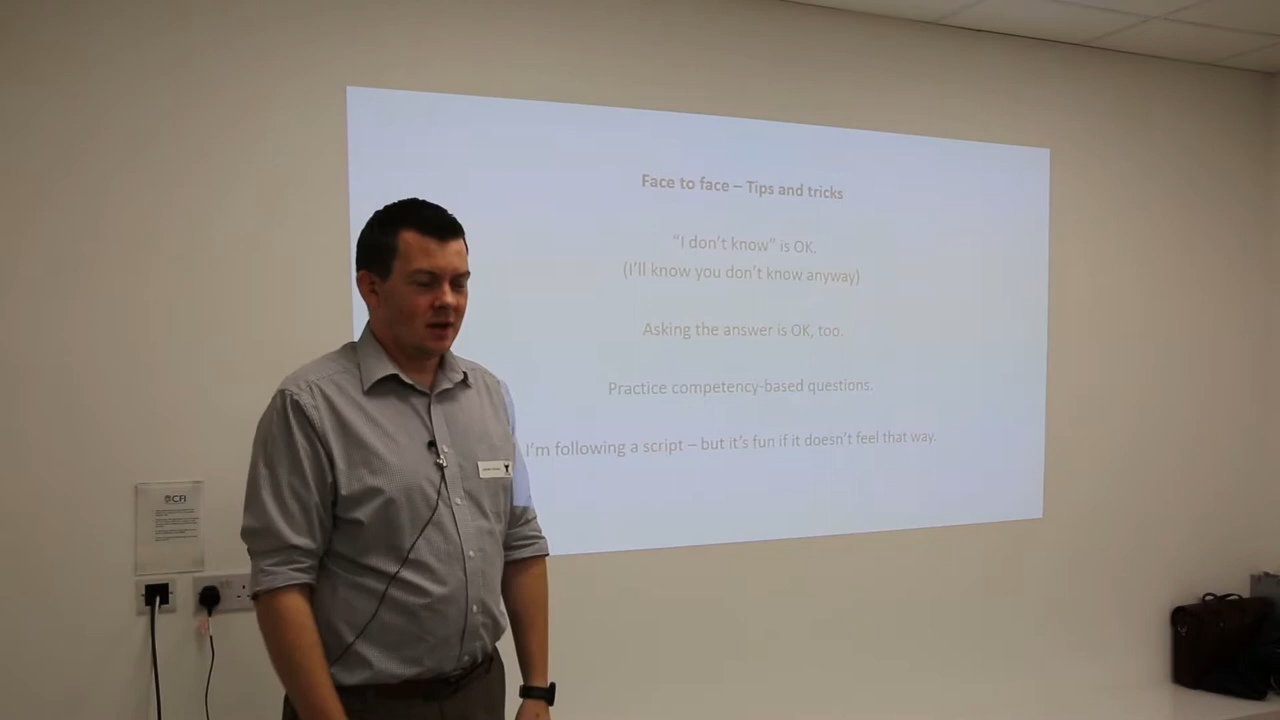 Face to face – Tips and tricks
“I don’t know” is OK.
(I’ll know you don’t know anyway)
Asking the answer is OK, too.
Practice competency-based questions.
I’m following a script – but it’s fun if it doesn’t feel that way.
CFI